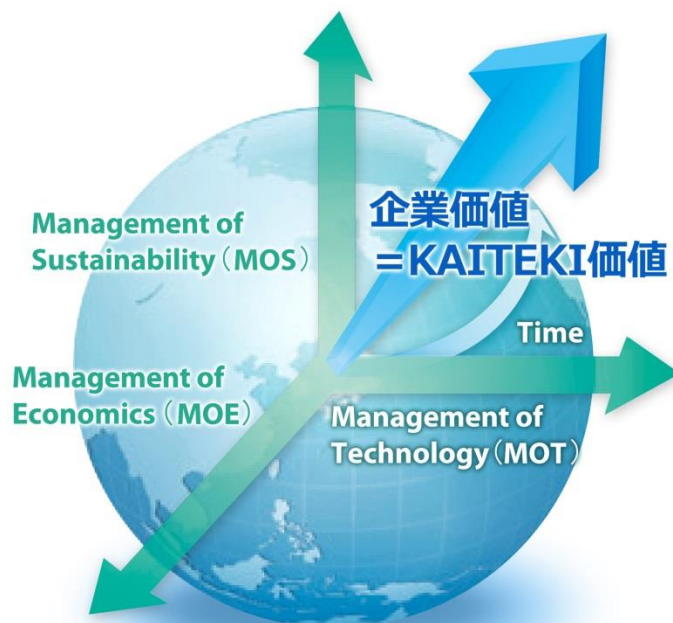 企業価値
=KAITEKI価値
Management of
Sustainability（MOS）
Time
Management of
Economics（MOE）
Management of
Technology（MOT）